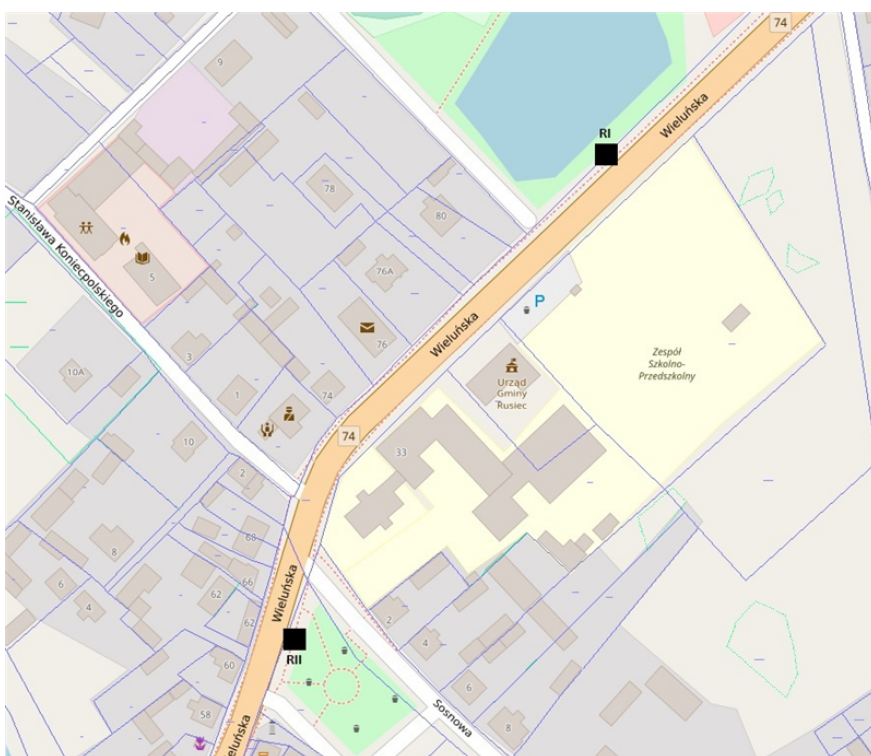 74
Wieluńska
RI
9
Stanisława Koniecpolskiego
78
80
5
76A
P
76
Wieluńska
Zespół
Szkolno-
Przedszkolny
3
10A
Urząd
Gminy
Rusiec
1
74
74
10
33
2
68
8
66
6
62
4
Wieluńska
62
2
4
RII
60
6
Sosnowa
58
8
eluńska